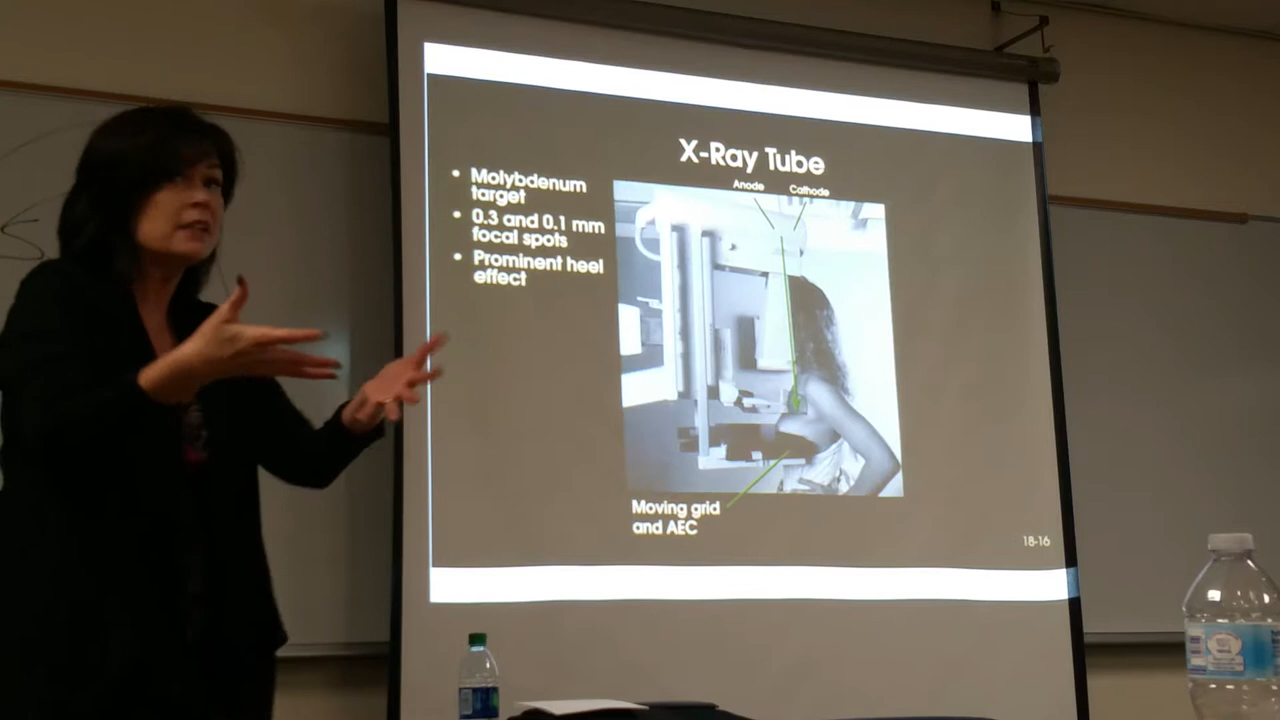 X-Ray Tube
• Molybdenum
target
• 0.3 and 0.1 mm
focal spots
• Prominent heel
effect
Anode
Cathode
Moving grid
and AEC
18-16